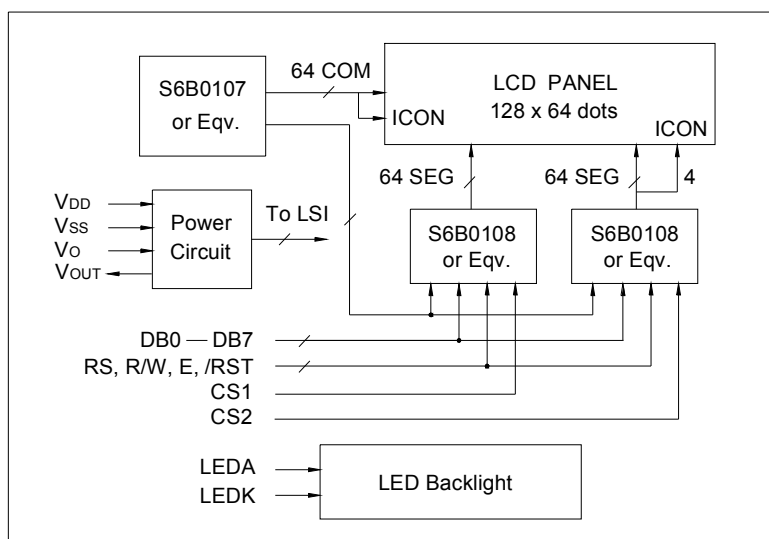 S6B0107
or Eqv.
64 COM
LCD PANEL
128 x 64 dots
ICON
ICON
64 SEG
64 SEG
4
VDD
VSS
VO
VOUT
Power
Circuit
To LSI
S6B0108
or Eqv.
S6B0108
or Eqv.
DB0 — DB7
RS, R/W, E, /RST
CS1
CS2
LEDA
LEDK
LED Backlight